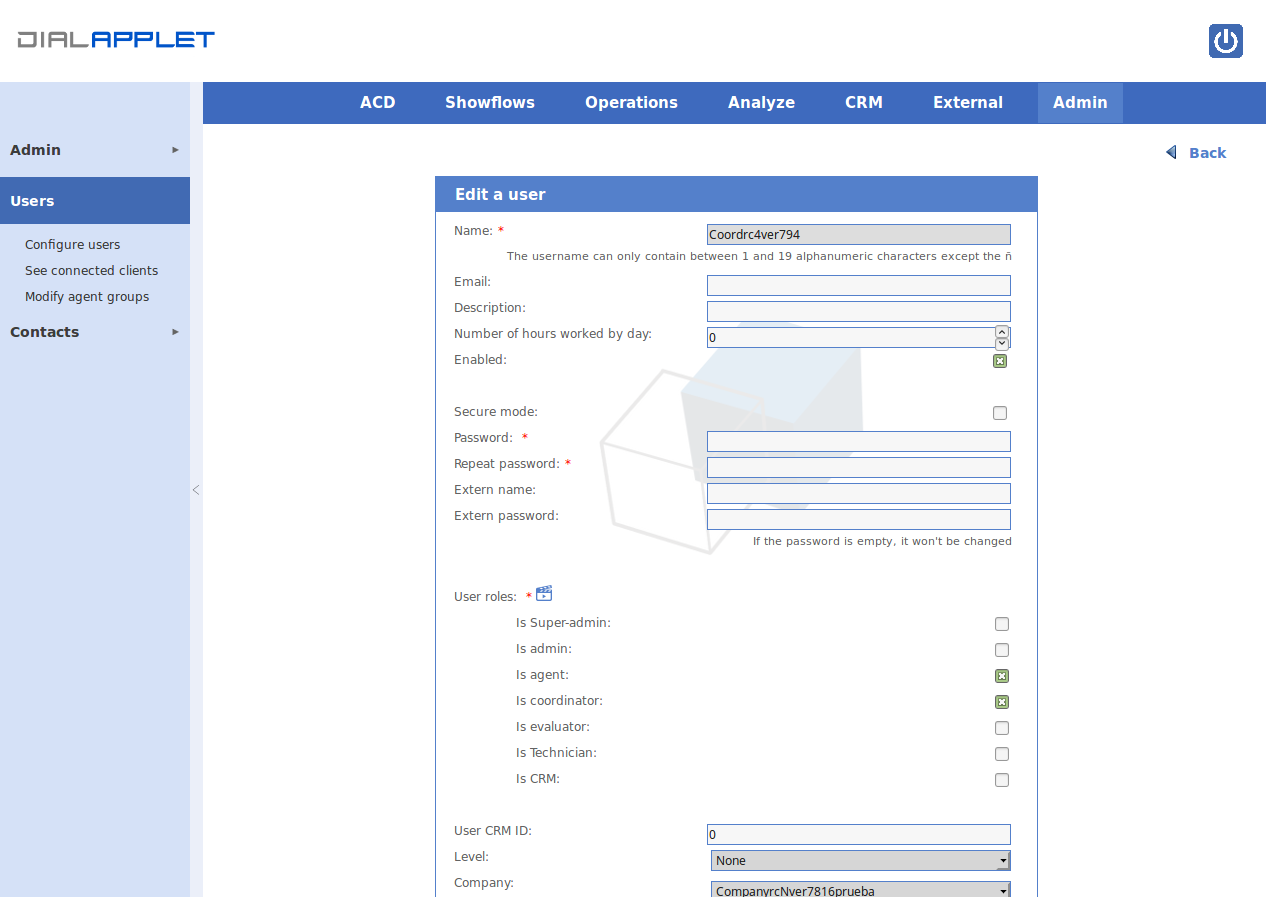 DIALAPPLET
ACD Showflows Operations Analyze CRM External Admin
Back
Admin
Users
Configure users
See connected clients
Modify agent groups
Contacts
Edit a user
Name: * Coordrc4ver794
The username can only contain between 1 and 19 alphanumeric characters except the ñ
Email:
Description:
Number of hours worked by day: 0
Enabled:
Secure mode:
Password: *
Repeat password: *
Extern name:
Extern password:
If the password is empty, it won't be changed
User roles: *
Is Super-admin:
Is admin:
Is agent:
Is coordinator:
Is evaluator:
Is Technician:
Is CRM:
User CRM ID: 0
Level: None
Company: CompanyrcNver7816prueba